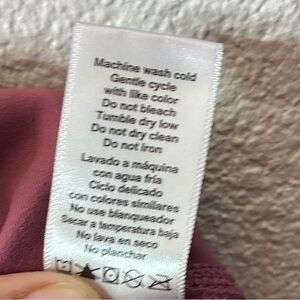 Machine wash cold
Gentle cycle
with like color
Do not bleach
Tumble dry low
Do not dry clean
Do not iron
Lavado a máquina
con agua fría
Ciclo delicado
con colores similares
No use blanqueador
Secar a temperatura baja
No lava en seco
No planchar